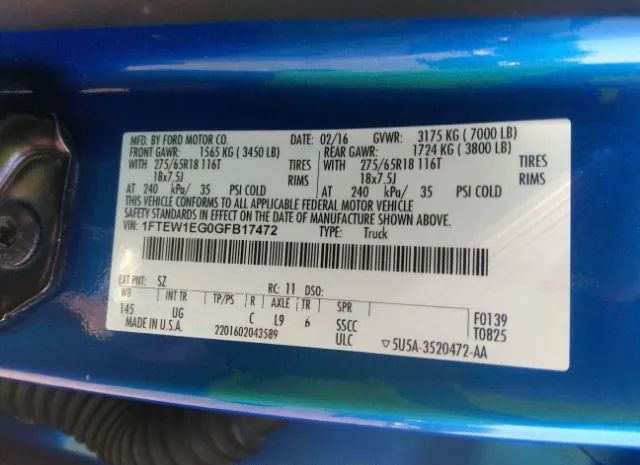 MFD. BY FORD MOTOR CO. DATE: 02/16 GVWR: 3175 KG ( 7000 LB)
FRONT GAWR: 1565 KG ( 3450 LB) REAR GAWR: 1724 KG ( 3800 LB)
WITH 275/65R18 116T TIRES WITH 275/65R18 116T TIRES
18x7.5J RIMS 18x7.5J RIMS
AT 240 kPa/ 35 PSI COLD AT 240 kPa/ 35 PSI COLD
THIS VEHICLE CONFORMS TO ALL APPLICABLE FEDERAL MOTOR VEHICLE
SAFETY STANDARDS IN EFFECT ON THE DATE OF MANUFACTURE SHOWN ABOVE.
VIN: 1FTEW1EG0GFB17472 TYPE: Truck
EXT PNT: SZ RC: 11 DSO:
WB INT TR TP/PS R AXLE TR SPR F0139
145 UG C L9 6 SSCC T0825
MADE IN U.S.A. 2201602043589 ULC ▽5U5A-3520472-AA